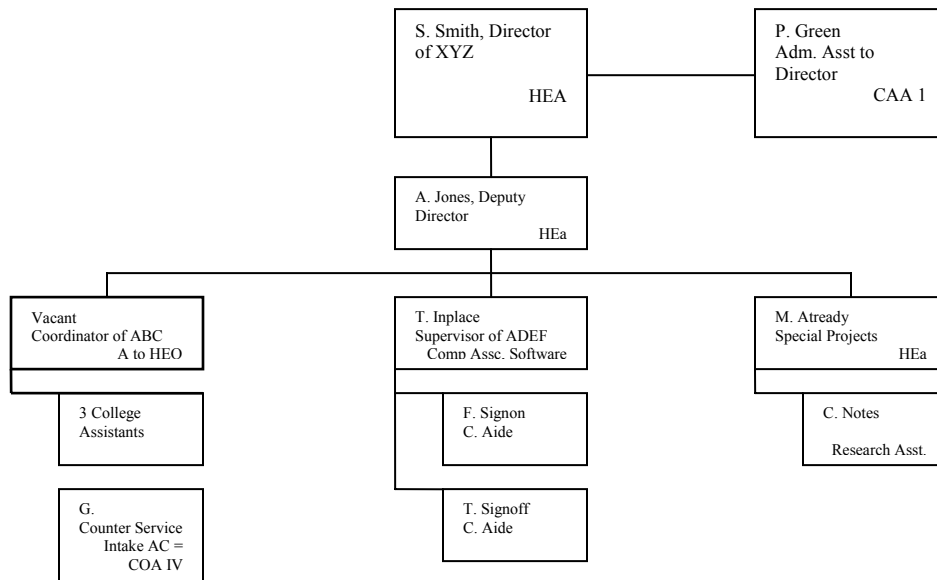 S. Smith, Director
of XYZ
HEA
P. Green
Adm. Asst to
Director
CAA 1
A. Jones, Deputy
Director
HEa
Vacant
Coordinator of ABC
A to HEO
T. Inplace
Supervisor of ADEF
Comp Assc. Software
M. Atready
Special Projects
HEa
3 College
Assistants
F. Signon
C. Aide
C. Notes
Research Asst.
G.
Counter Service
Intake AC =
COA IV
T. Signoff
C. Aide